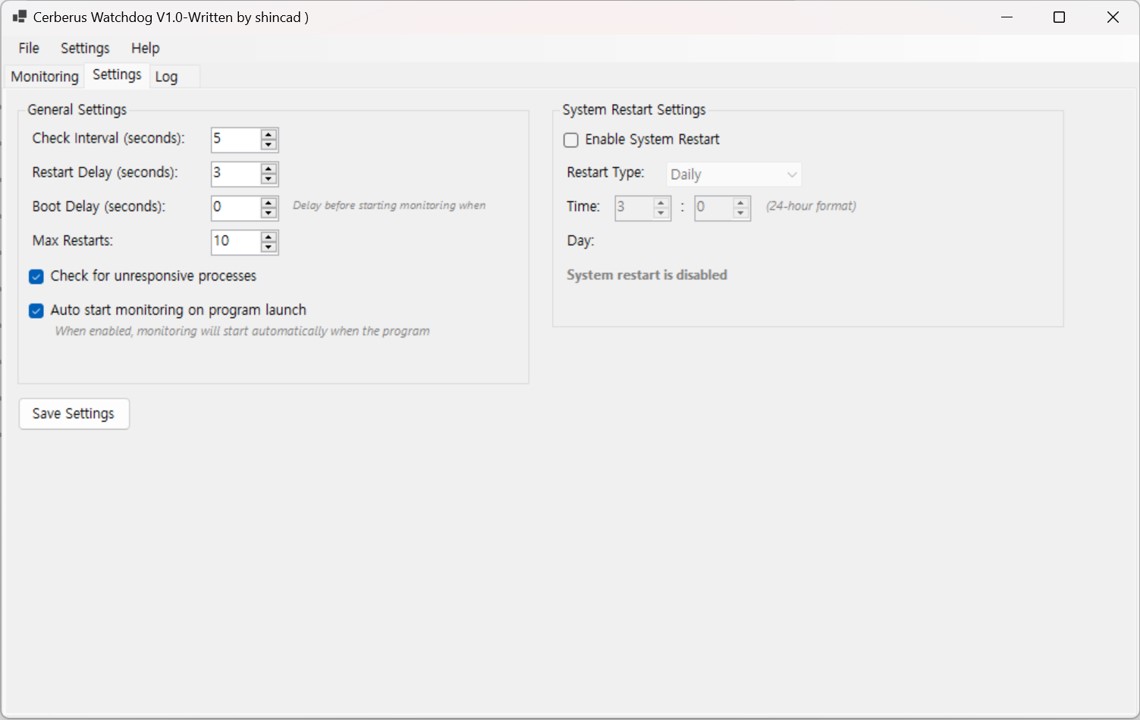 Cerberus Watchdog V1.0-Written by shincad )
File Settings Help
Monitoring Settings Log
General Settings
Check Interval (seconds): 5
Restart Delay (seconds): 3
Boot Delay (seconds): 0 Delay before starting monitoring when
Max Restarts: 10
Check for unresponsive processes
Auto start monitoring on program launch
When enabled, monitoring will start automatically when the program
Save Settings
System Restart Settings
Enable System Restart
Restart Type: Daily
Time: 3 : 0 (24-hour format)
Day:
System restart is disabled